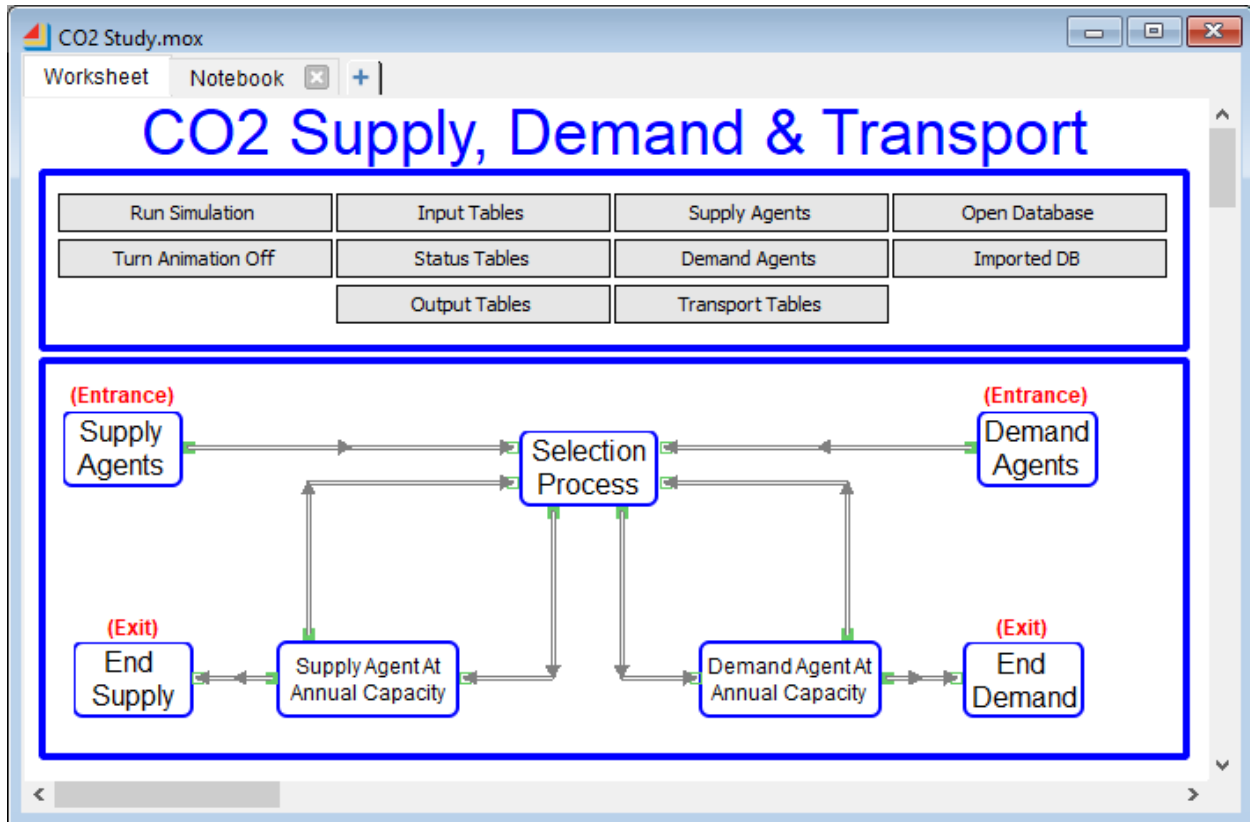 CO2 Study.mox
Worksheet Notebook
CO2 Supply, Demand & Transport
Run Simulation Input Tables Supply Agents Open Database
Turn Animation Off Status Tables Demand Agents Imported DB
Output Tables Transport Tables
(Entrance) (Entrance)
Supply
Agents
Selection
Process
Demand
Agents
(Exit) (Exit)
End
Supply
Supply Agent At
Annual Capacity
Demand Agent At
Annual Capacity
End
Demand